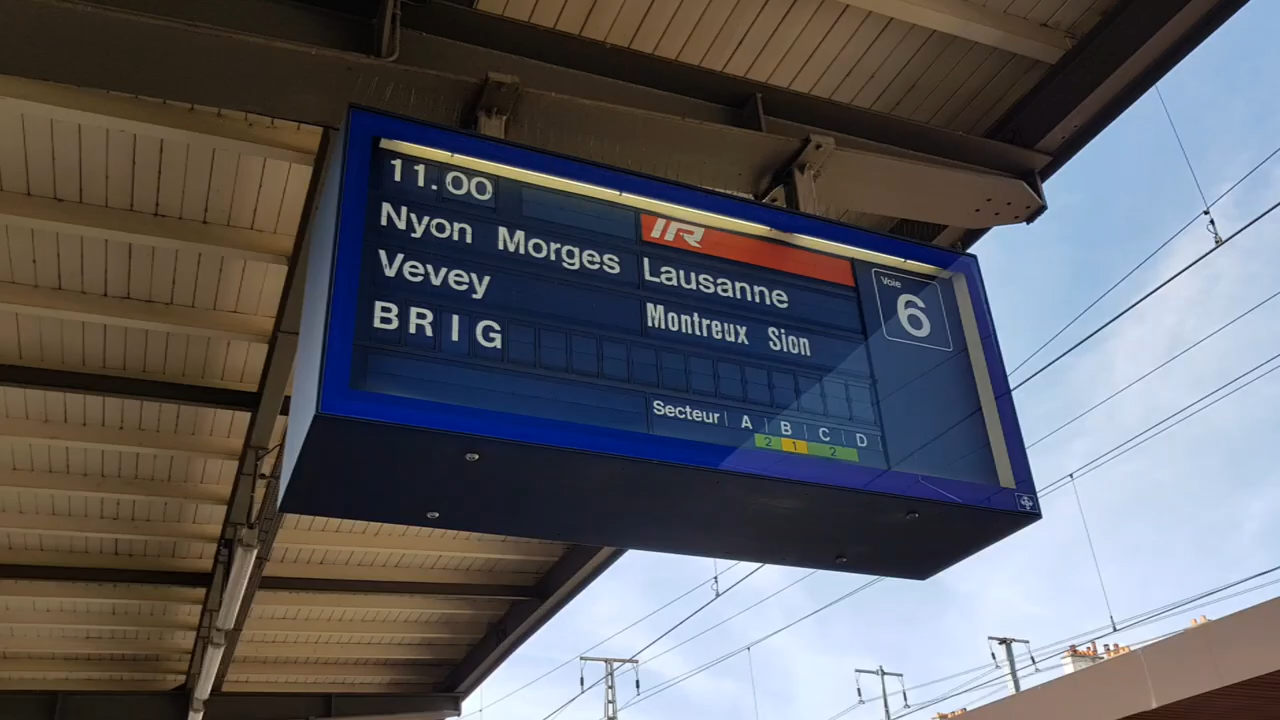 11.00
IR
Nyon Morges Lausanne
Vevey Montreux Sion
BRIG
Voie
6
Secteur A B C D
2 1 2